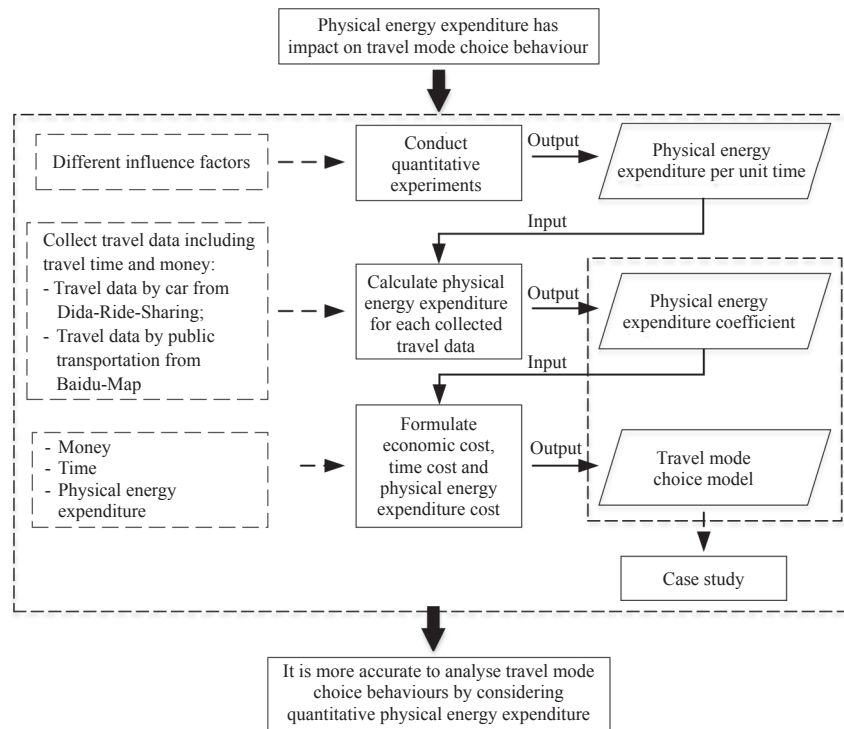 Physical energy expenditure has
impact on travel mode choice behaviour
Different influence factors
Conduct
quantitative
experiments
Output
Physical energy
expenditure per unit time
Input
Collect travel data including
travel time and money:
- Travel data by car from
Dida-Ride-Sharing;
- Travel data by public
transportation from
Baidu-Map
Calculate physical
energy expenditure
for each collected
travel data
Output
Physical energy
expenditure coefficient
Input
- Money
- Time
- Physical energy
expenditure
Formulate
economic cost,
time cost and
physical energy
expenditure cost
Output
Travel mode
choice model
Case study
It is more accurate to analyse travel mode
choice behaviours by considering
quantitative physical energy expenditure